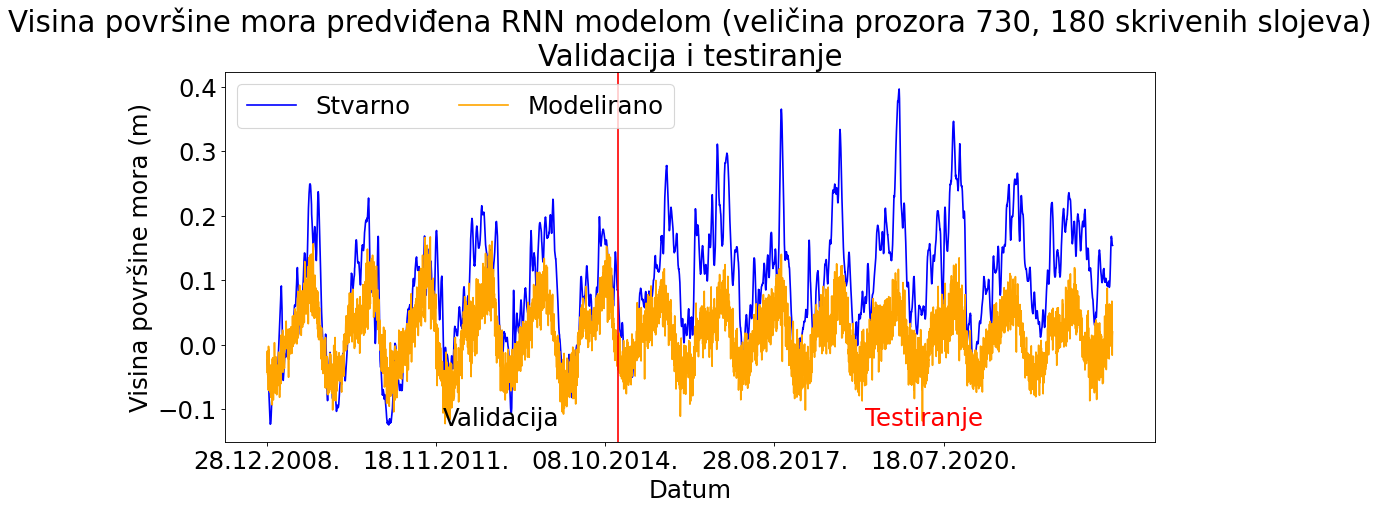 Visina površine mora predviđena RNN modelom (veličina prozora 730, 180 skrivenih slojeva)
Validacija i testiranje
Stvarno Modelirano
Visina površine mora (m)
0.4
0.3
0.2
0.1
0.0
−0.1
Validacija Testiranje
28.12.2008. 18.11.2011. 08.10.2014. 28.08.2017. 18.07.2020.
Datum